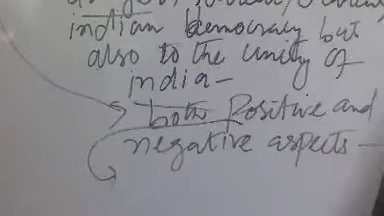 indian democracy but
also to the unity of
india-
both Positive and
negative aspects-